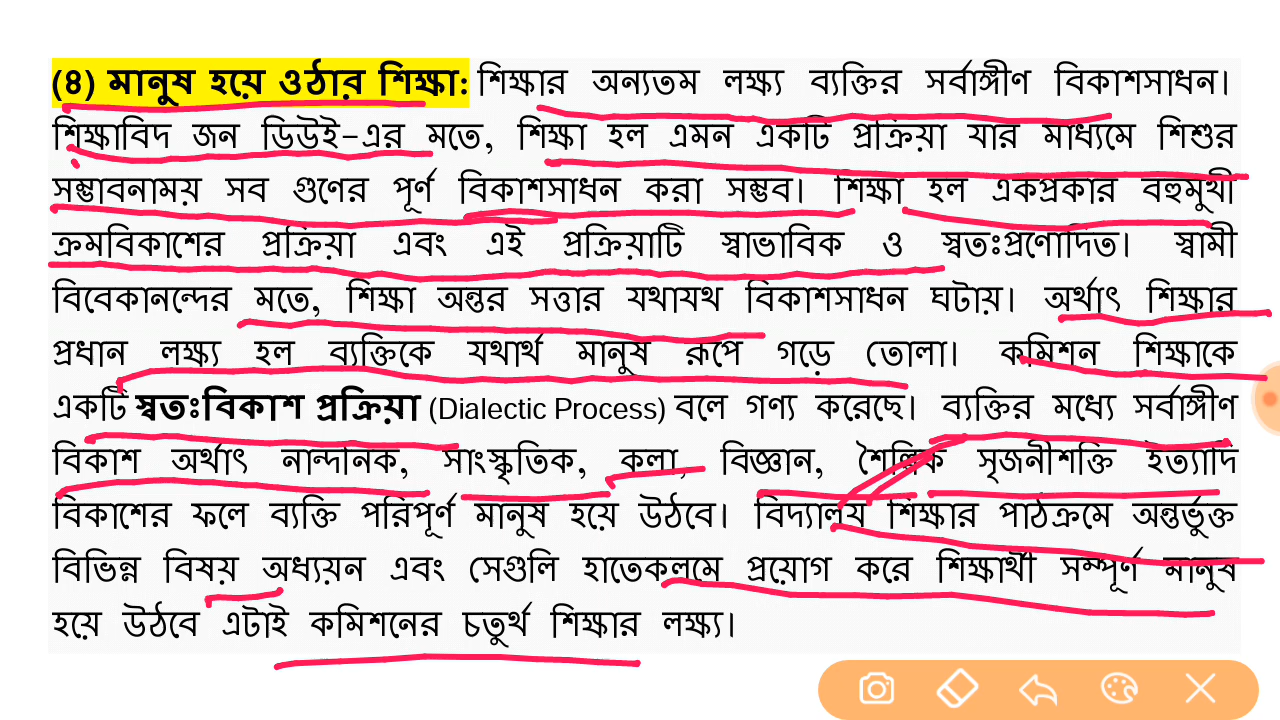 (৪) মানুষ হয়ে ওঠার শিক্ষা: শিক্ষার অন্যতম লক্ষ্য ব্যক্তির সর্বাঙ্গীণ বিকাশসাধন।
শিক্ষাবিদ জন ডিউই–এর মতে, শিক্ষা হল এমন একটি প্রক্রিয়া যার মাধ্যমে শিশুর
সম্ভাবনাময় সব গুণের পূর্ণ বিকাশসাধন করা সম্ভব। শিক্ষা হল একপ্রকার বহুমুখী
ক্রমবিকাশের প্রক্রিয়া এবং এই প্রক্রিয়াটি স্বাভাবিক ও স্বতঃপ্রণোদিত। স্বামী
বিবেকানন্দের মতে, শিক্ষা অন্তর সত্তার যথাযথ বিকাশসাধন ঘটায়। অর্থাৎ শিক্ষার
প্রধান লক্ষ্য হল ব্যক্তিকে যথার্থ মানুষ রূপে গড়ে তোলা। কমিশন শিক্ষাকে
একটি স্বতঃবিকাশ প্রক্রিয়া (Dialectic Process) বলে গণ্য করেছে। ব্যক্তির মধ্যে সর্বাঙ্গীণ
বিকাশ অর্থাৎ নান্দানিক, সাংস্কৃতিক, কলা, বিজ্ঞান, শৈল্পিক সৃজনীশক্তি ইত্যাদি
বিকাশের ফলে ব্যক্তি পরিপূর্ণ মানুষ হয়ে উঠবে। বিদ্যালয় শিক্ষার পাঠক্রমে অন্তর্ভুক্ত
বিভিন্ন বিষয় অধ্যয়ন এবং সেগুলি হাতেকলমে প্রয়োগ করে শিক্ষার্থী সম্পূর্ণ মানুষ
হয়ে উঠবে এটাই কমিশনের চতুর্থ শিক্ষার লক্ষ্য।